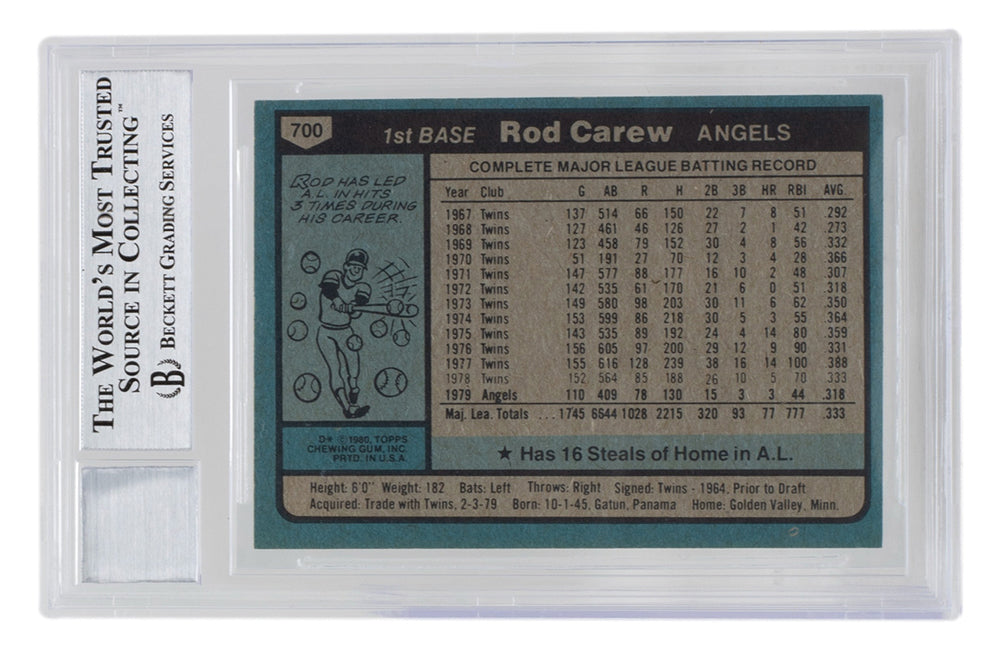 THE WORLD'S MOST TRUSTED
SOURCE IN COLLECTING™
B BECKETT GRADING SERVICES
700 1st BASE Rod Carew ANGELS
ROD HAS LED
A.L. IN HITS
3 TIMES DURING
HIS CAREER.
D* © 1980, TOPPS
CHEWING GUM, INC.
PRTD. IN U.S.A.
COMPLETE MAJOR LEAGUE BATTING RECORD
Year Club G AB R H 2B 3B HR RBI AVG.
1967 Twins 137 514 66 150 22 7 8 51 .292
1968 Twins 127 461 46 126 27 2 1 42 .273
1969 Twins 123 458 79 152 30 4 8 56 .332
1970 Twins 51 191 27 70 12 3 4 28 .366
1971 Twins 147 577 88 177 16 10 2 48 .307
1972 Twins 142 535 61 170 21 6 0 51 .318
1973 Twins 149 580 98 203 30 11 6 62 .350
1974 Twins 153 599 86 218 30 5 3 55 .364
1975 Twins 143 535 89 192 24 4 14 80 .359
1976 Twins 156 605 97 200 29 12 9 90 .331
1977 Twins 155 616 128 239 38 16 14 100 .388
1978 Twins 152 564 85 188 26 10 5 70 .333
1979 Angels 110 409 78 130 15 3 3 44 .318
Maj. Lea. Totals ... 1745 6644 1028 2215 320 93 77 777 .333
★ Has 16 Steals of Home in A.L.
Height: 6'0" Weight: 182 Bats: Left Throws: Right Signed: Twins - 1964, Prior to Draft
Acquired: Trade with Twins, 2-3-79 Born: 10-1-45, Gatun, Panama Home: Golden Valley, Minn.